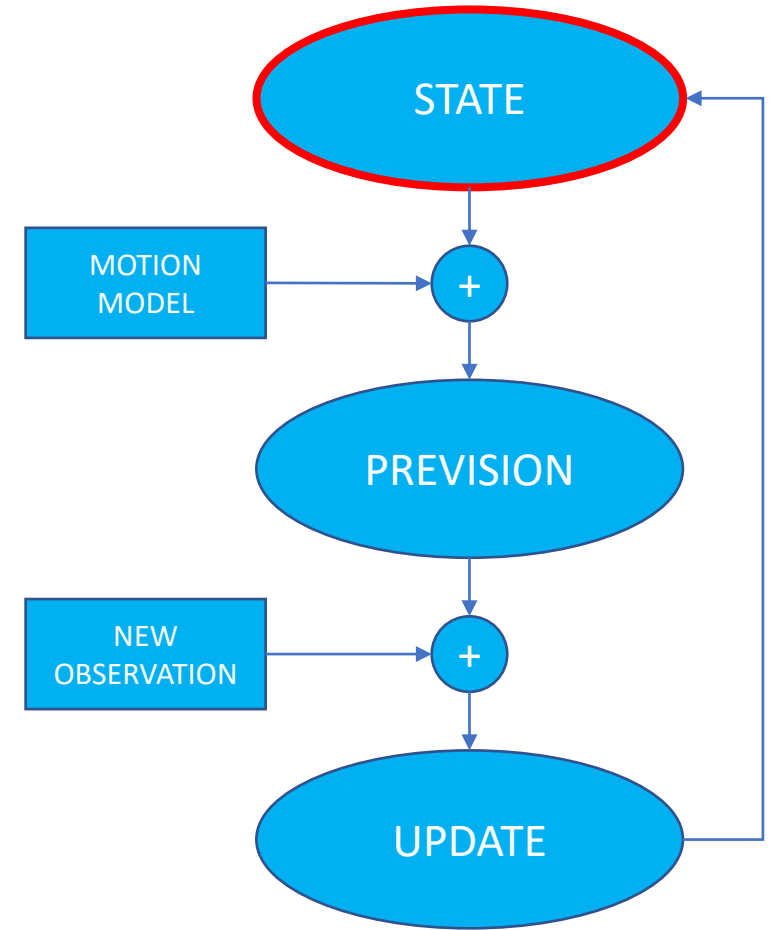 STATE
MOTION
MODEL
+
PREVISION
NEW
OBSERVATION
+
UPDATE